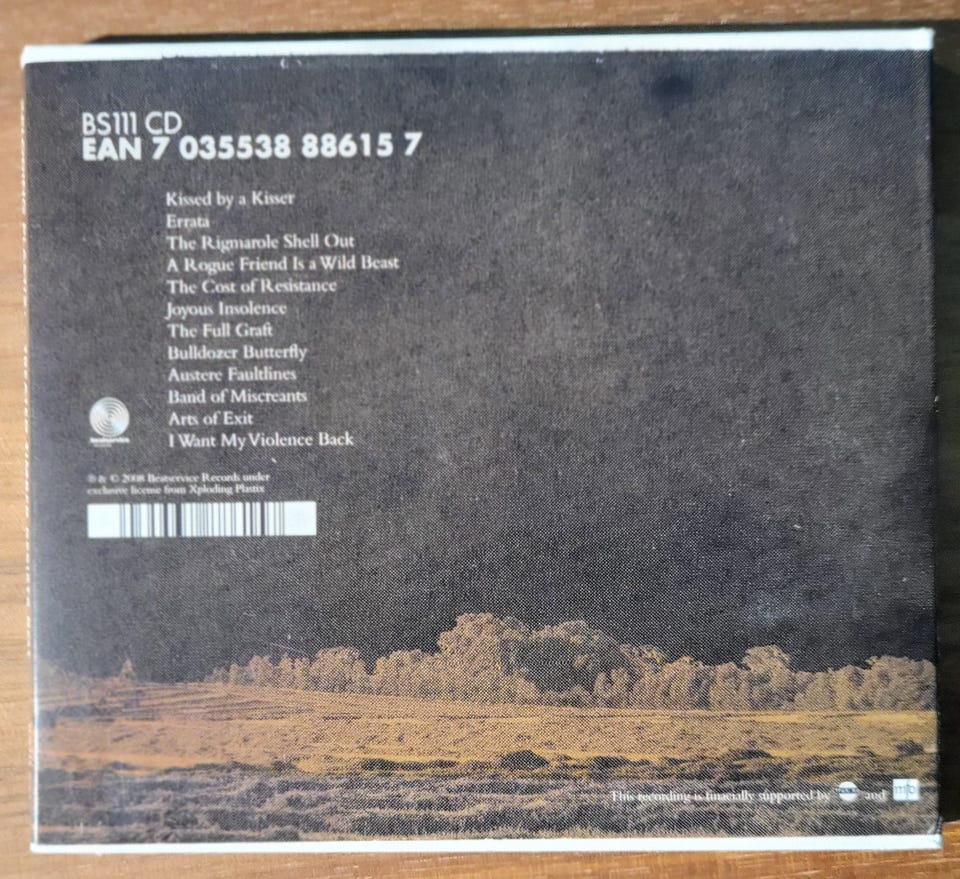 BS111 CD
EAN 7 035538 88615 7
Kissed by a Kisser
Errata
The Rigmarole Shell Out
A Rogue Friend Is a Wild Beast
The Cost of Resistance
Joyous Insolence
The Full Graft
Bulldozer Butterfly
Austere Faultlines
Band of Miscreants
Arts of Exit
I Want My Violence Back
beatservice
℗ & © 2008 Beatservice Records under
exclusive license from Xploding Plastix
This recording is finacially supported by and